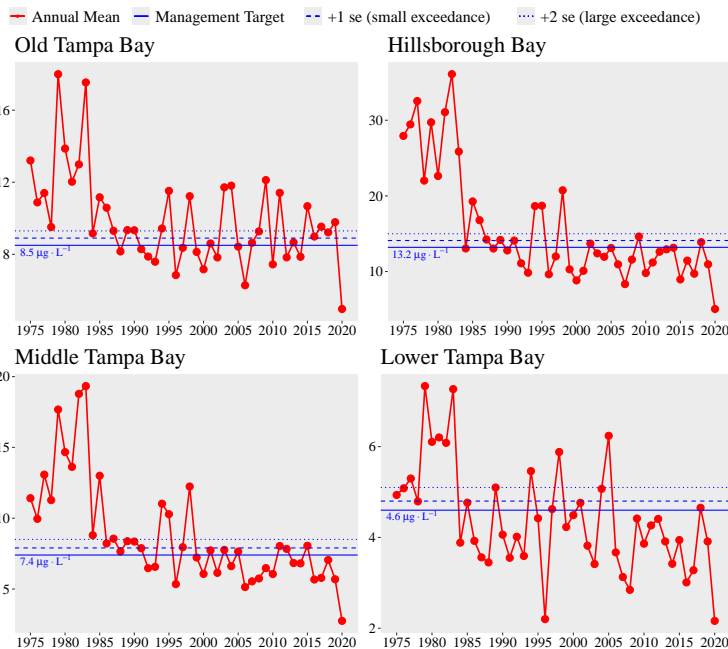 Annual Mean Management Target +1 se (small exceedance) +2 se (large exceedance)
Old Tampa Bay
16
12
8
8.5 μg · L⁻¹
1975 1980 1985 1990 1995 2000 2005 2010 2015 2020
Hillsborough Bay
30
20
10
13.2 μg · L⁻¹
1975 1980 1985 1990 1995 2000 2005 2010 2015 2020
Middle Tampa Bay
20
15
10
5
7.4 μg · L⁻¹
1975 1980 1985 1990 1995 2000 2005 2010 2015 2020
Lower Tampa Bay
6
4
2
4.6 μg · L⁻¹
1975 1980 1985 1990 1995 2000 2005 2010 2015 2020